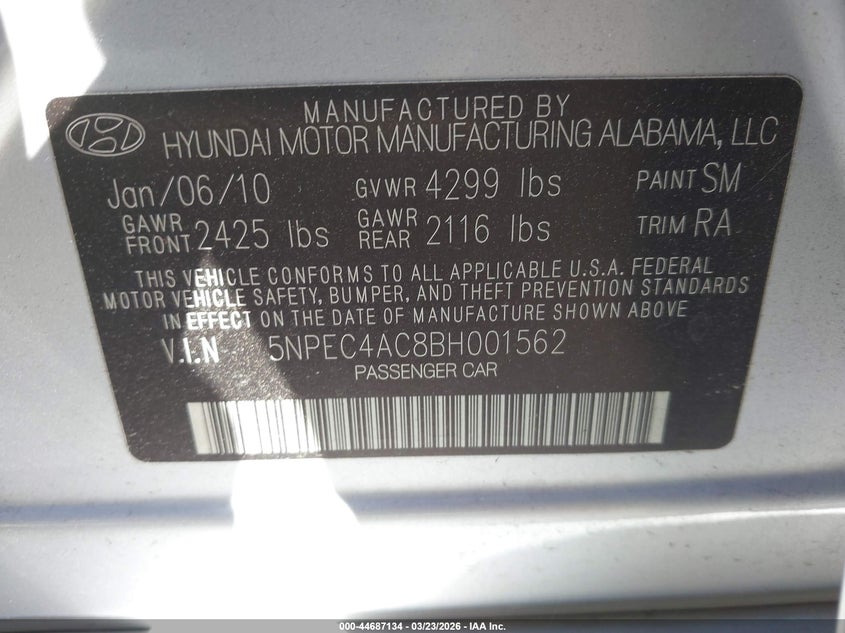 MANUFACTURED BY
HYUNDAI MOTOR MANUFACTURING ALABAMA, LLC
Jan/06/10 GVWR 4299 lbs PAINT SM
GAWR FRONT 2425 lbs GAWR REAR 2116 lbs TRIM RA
THIS VEHICLE CONFORMS TO ALL APPLICABLE U.S.A. FEDERAL
MOTOR VEHICLE SAFETY, BUMPER, AND THEFT PREVENTION STANDARDS
IN EFFECT ON THE DATE OF MANUFACTURE SHOWN ABOVE
V.I.N 5NPEC4AC8BH001562
PASSENGER CAR
000-44687134 | 03/23/2026 - IAA Inc.